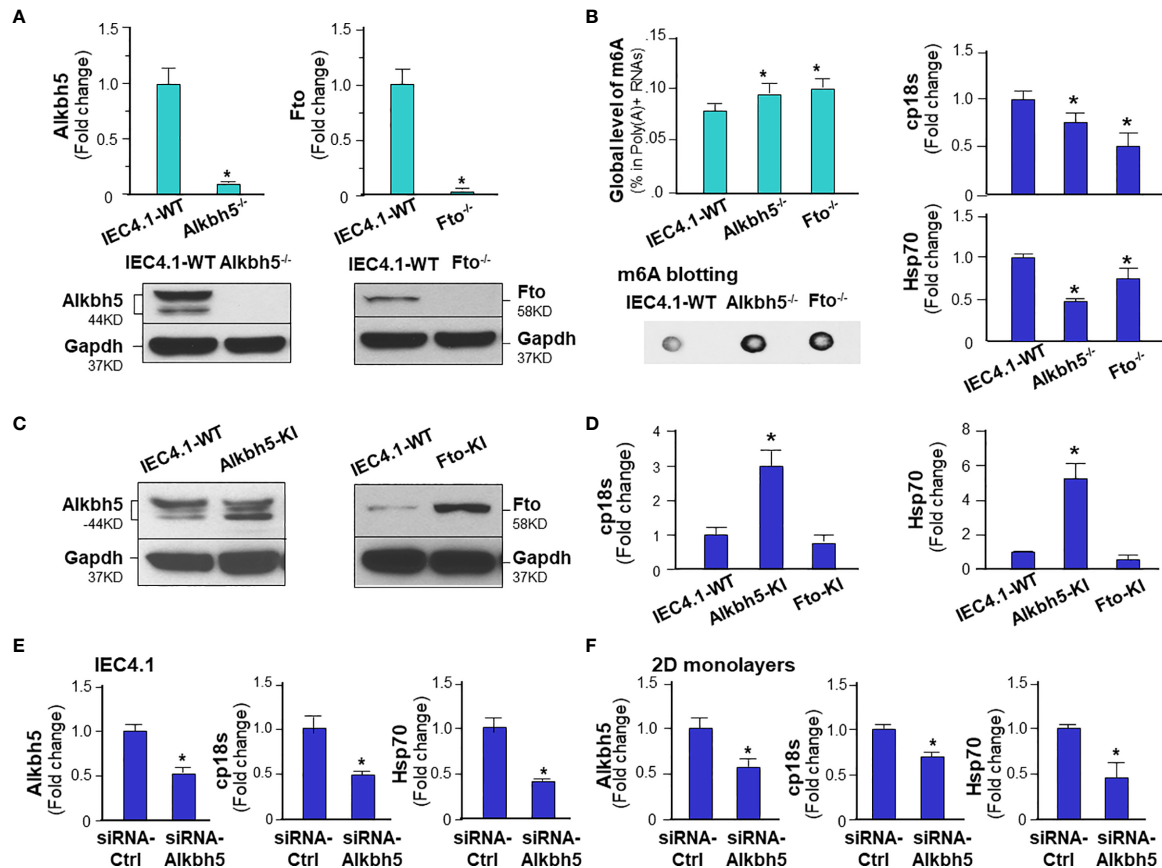 A
Alkbh5
(Fold change)
1.5
1.0
0.5
0
*
IEC4.1-WT
Alkbh5-/-
Fto
(Fold change)
1.5
1.0
0.5
0
*
IEC4.1-WT
Fto-/-
IEC4.1-WT Alkbh5-/-
Alkbh5
44KD
Gapdh
37KD
IEC4.1-WT Fto-/-
Fto
58KD
Gapdh
37KD
B
Global level of m6A
(% in Poly(A)+ RNAs)
.15
0.10
.05
.0
*
*
IEC4.1-WT
Alkbh5-/-
Fto-/-
m6A blotting
IEC4.1-WT Alkbh5-/- Fto-/-
cp18s
(Fold change)
1.5
1.0
0.5
0
*
*
Hsp70
(Fold change)
1.5
1.0
0.5
0
*
*
IEC4.1-WT
Alkbh5-/-
Fto-/-
C
IEC4.1-WT
Alkbh5-KI
Alkbh5
-44KD
Gapdh
37KD
IEC4.1-WT
Fto-KI
Fto
58KD
Gapdh
37KD
D
cp18s
(Fold change)
4
3
2
1
0
*
IEC4.1-WT
Alkbh5-KI
Fto-KI
Hsp70
(Fold change)
8
6
4
2
0
*
IEC4.1-WT
Alkbh5-KI
Fto-KI
E
IEC4.1
Alkbh5
(Fold change)
1.5
1.0
0.5
0
*
siRNA-
Ctrl
siRNA-
Alkbh5
cp18s
(Fold change)
1.5
1.0
0.5
0
*
siRNA-
Ctrl
siRNA-
Alkbh5
Hsp70
(Fold change)
1.5
1.0
0.5
0
*
siRNA-
Ctrl
siRNA-
Alkbh5
F
2D monolayers
Alkbh5
(Fold change)
1.5
1.0
0.5
0
*
siRNA-
Ctrl
siRNA-
Alkbh5
cp18s
(Fold change)
1.5
1.0
0.5
0
*
siRNA-
Ctrl
siRNA-
Alkbh5
Hsp70
(Fold change)
1.5
1.0
0.5
0
*
siRNA-
Ctrl
siRNA-
Alkbh5